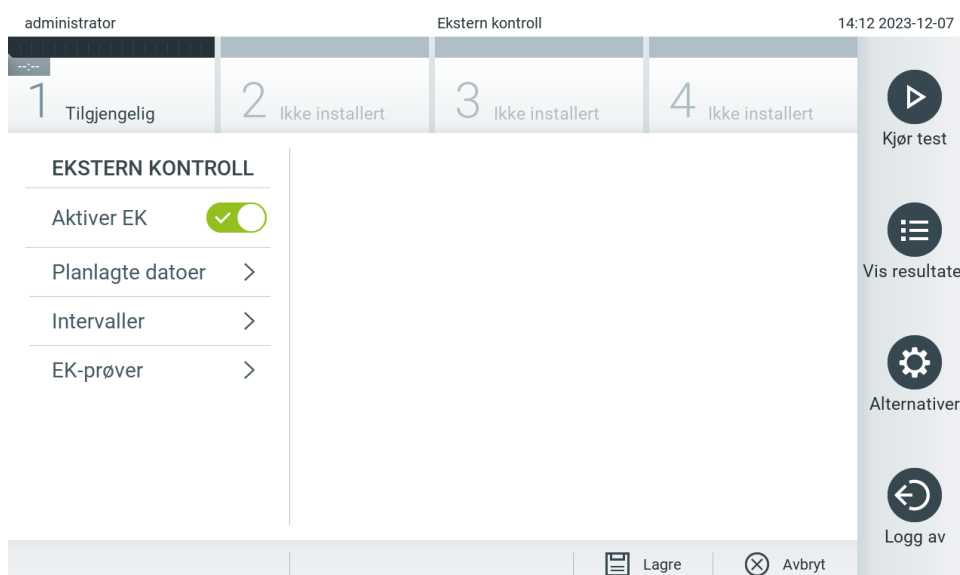 administrator
Ekstern kontroll
14:12 2023-12-07
--:--
1 Tilgjengelig
2 Ikke installert
3 Ikke installert
4 Ikke installert
EKSTERN KONTROLL
Aktiver EK
Planlagte datoer
Intervaller
EK-prøver
Kjør test
Vis resultate
Alternativer
Logg av
Lagre
Avbryt